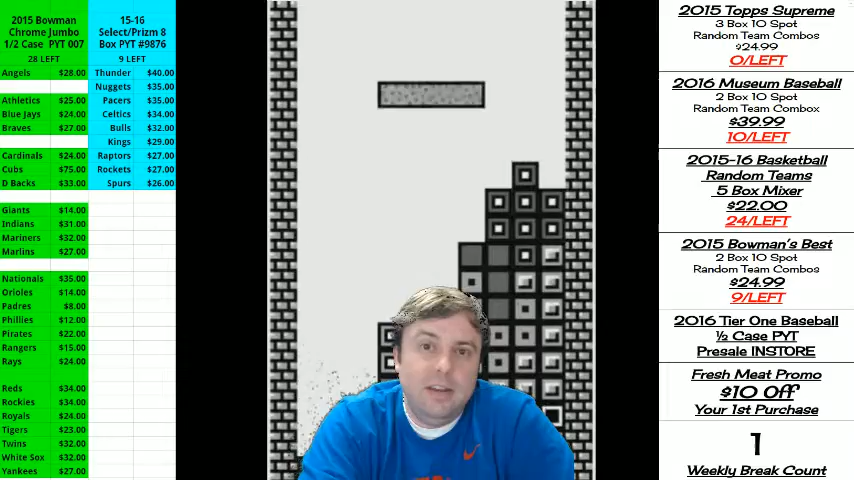 2015 Bowman
Chrome Jumbo
1/2 Case PYT 007
28 LEFT
Angels $28.00
Athletics $25.00
Blue Jays $24.00
Braves $27.00
Cardinals $24.00
Cubs $75.00
D Backs $33.00
Giants $14.00
Indians $31.00
Mariners $32.00
Marlins $27.00
Nationals $35.00
Orioles $14.00
Padres $8.00
Phillies $12.00
Pirates $22.00
Rangers $15.00
Rays $24.00
Reds $34.00
Rockies $34.00
Royals $24.00
Tigers $23.00
Twins $32.00
White Sox $32.00
Yankees $27.00
15-16
Select/Prizm 8
Box PYT #9876
9 LEFT
Thunder $40.00
Nuggets $35.00
Pacers $35.00
Celtics $34.00
Bulls $32.00
Kings $29.00
Raptors $27.00
Rockets $27.00
Spurs $26.00
2015 Topps Supreme
3 Box 10 Spot
Random Team Combos
$24.99
0/LEFT
2016 Museum Baseball
2 Box 10 Spot
Random Team Combox
$39.99
10/LEFT
2015-16 Basketball
Random Teams
5 Box Mixer
$22.00
24/LEFT
2015 Bowman's Best
2 Box 10 Spot
Random Team Combos
$24.99
9/LEFT
2016 Tier One Baseball
½ Case PYT
Presale INSTORE
Fresh Meat Promo
$10 Off
Your 1st Purchase
1
Weekly Break Count